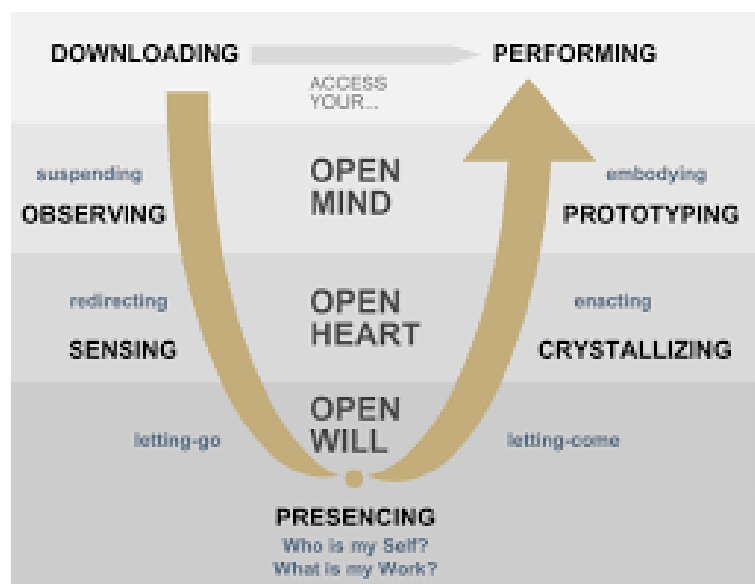 DOWNLOADING
PERFORMING
ACCESS
YOUR...
suspending
OPEN
MIND
embodying
OBSERVING
PROTOTYPING
redirecting
OPEN
HEART
enacting
SENSING
CRYSTALLIZING
OPEN
WILL
letting-go
letting-come
PRESENCING
Who is my Self?
What is my Work?